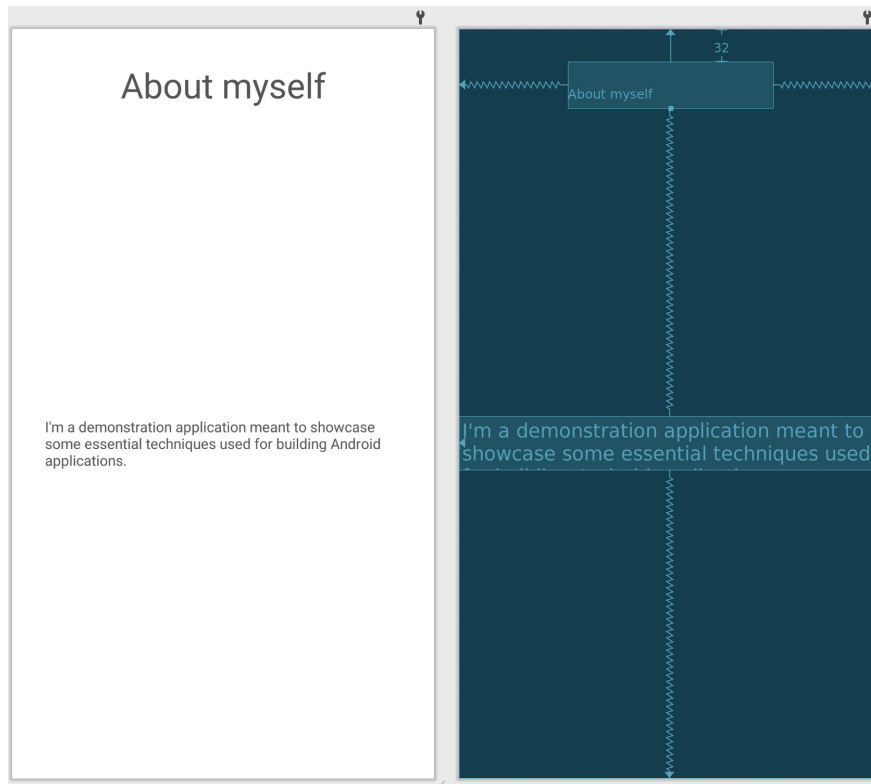 About myself
I'm a demonstration application meant to showcase
some essential techniques used for building Android
applications.
32
About myself
I'm a demonstration application meant to
showcase some essential techniques used